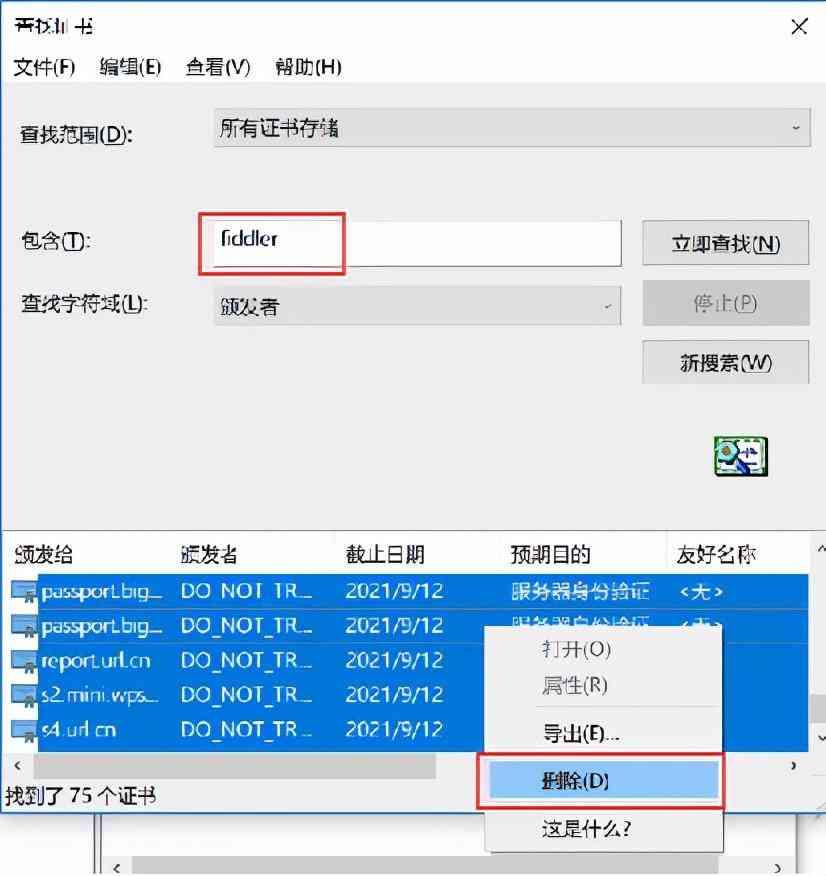 查找证书
文件(F) 编辑(E) 查看(V) 帮助(H)
查找范围(D): 所有证书存储
包含(T): fiddler 立即查找(N)
查找字符域(L): 颁发者 停止(P)
新搜索(W)
颁发给 颁发者 截止日期 预期目的 友好名称
passport.big... DO_NOT_TR... 2021/9/12 服务器身份验证 <无>
passport.big... DO_NOT_TR... 2021/9/12 服务器身份验证 <无>
report.url.cn DO_NOT_TR... 2021/9/12
s2.mini.wps... DO_NOT_TR... 2021/9/12
s4.url.cn DO_NOT_TR... 2021/9/12
打开(O)
属性(R)
导出(E)...
删除(D)
这是什么?
找到了 75 个证书